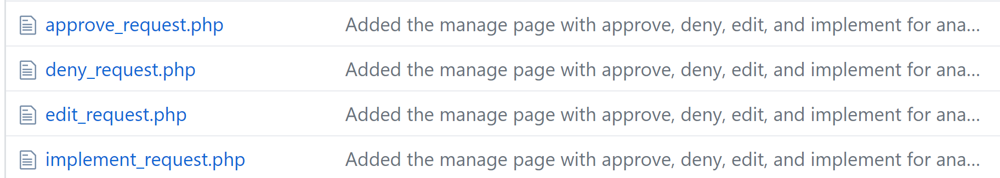 approve_request.php Added the manage page with approve, deny, edit, and implement for ana...
deny_request.php Added the manage page with approve, deny, edit, and implement for ana...
edit_request.php Added the manage page with approve, deny, edit, and implement for ana...
implement_request.php Added the manage page with approve, deny, edit, and implement for ana...